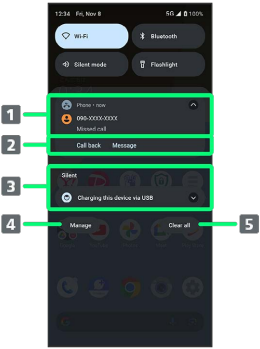 12:34 Fri, Nov 8 5G 100%
Wi-Fi Bluetooth
Silent mode Flashlight
1
Phone • now
090-XXXX-XXXX
Missed call
2
Call back Message
3
Silent
Charging this device via USB
4
Manage Clear all
5